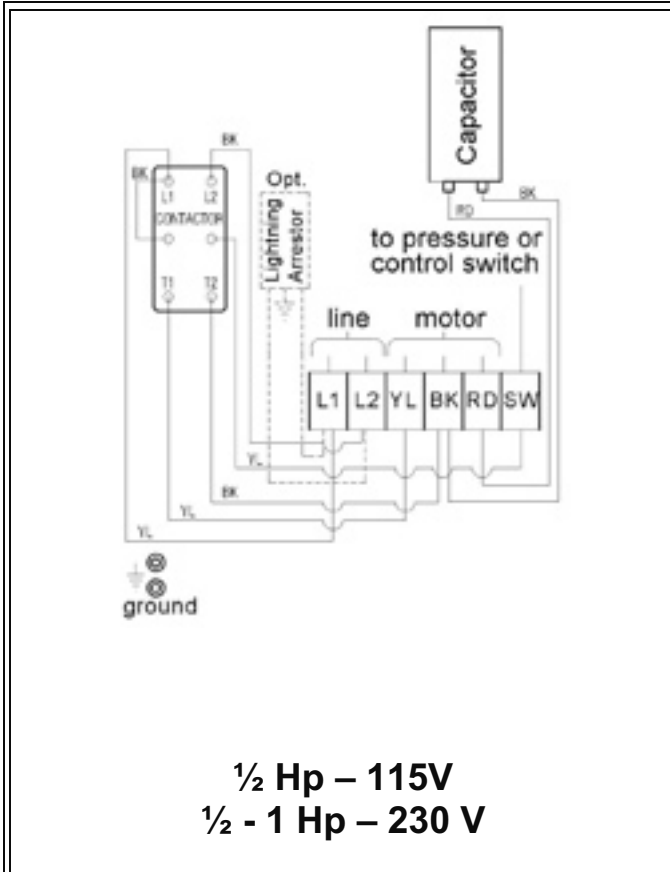 Capacitor
BK
BK
L1 L2
CONTACTOR
T1 T2
Opt.
Lightning
Arrestor
RD
BK
to pressure or
control switch
line motor
L1 L2 YL BK RD SW
YL
BK
YL
YL
ground
½ Hp – 115V
½ - 1 Hp – 230 V